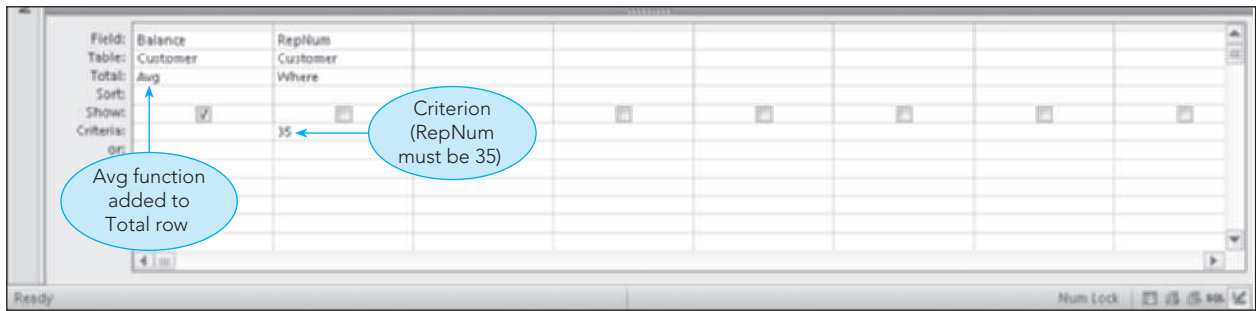 Field: Balance RepNum
Table: Customer Customer
Total: Avg Where
Sort:
Show:
Criteria: 35
or:
Criterion
(RepNum
must be 35)
Avg function
added to
Total row
Ready Num Lock SQL